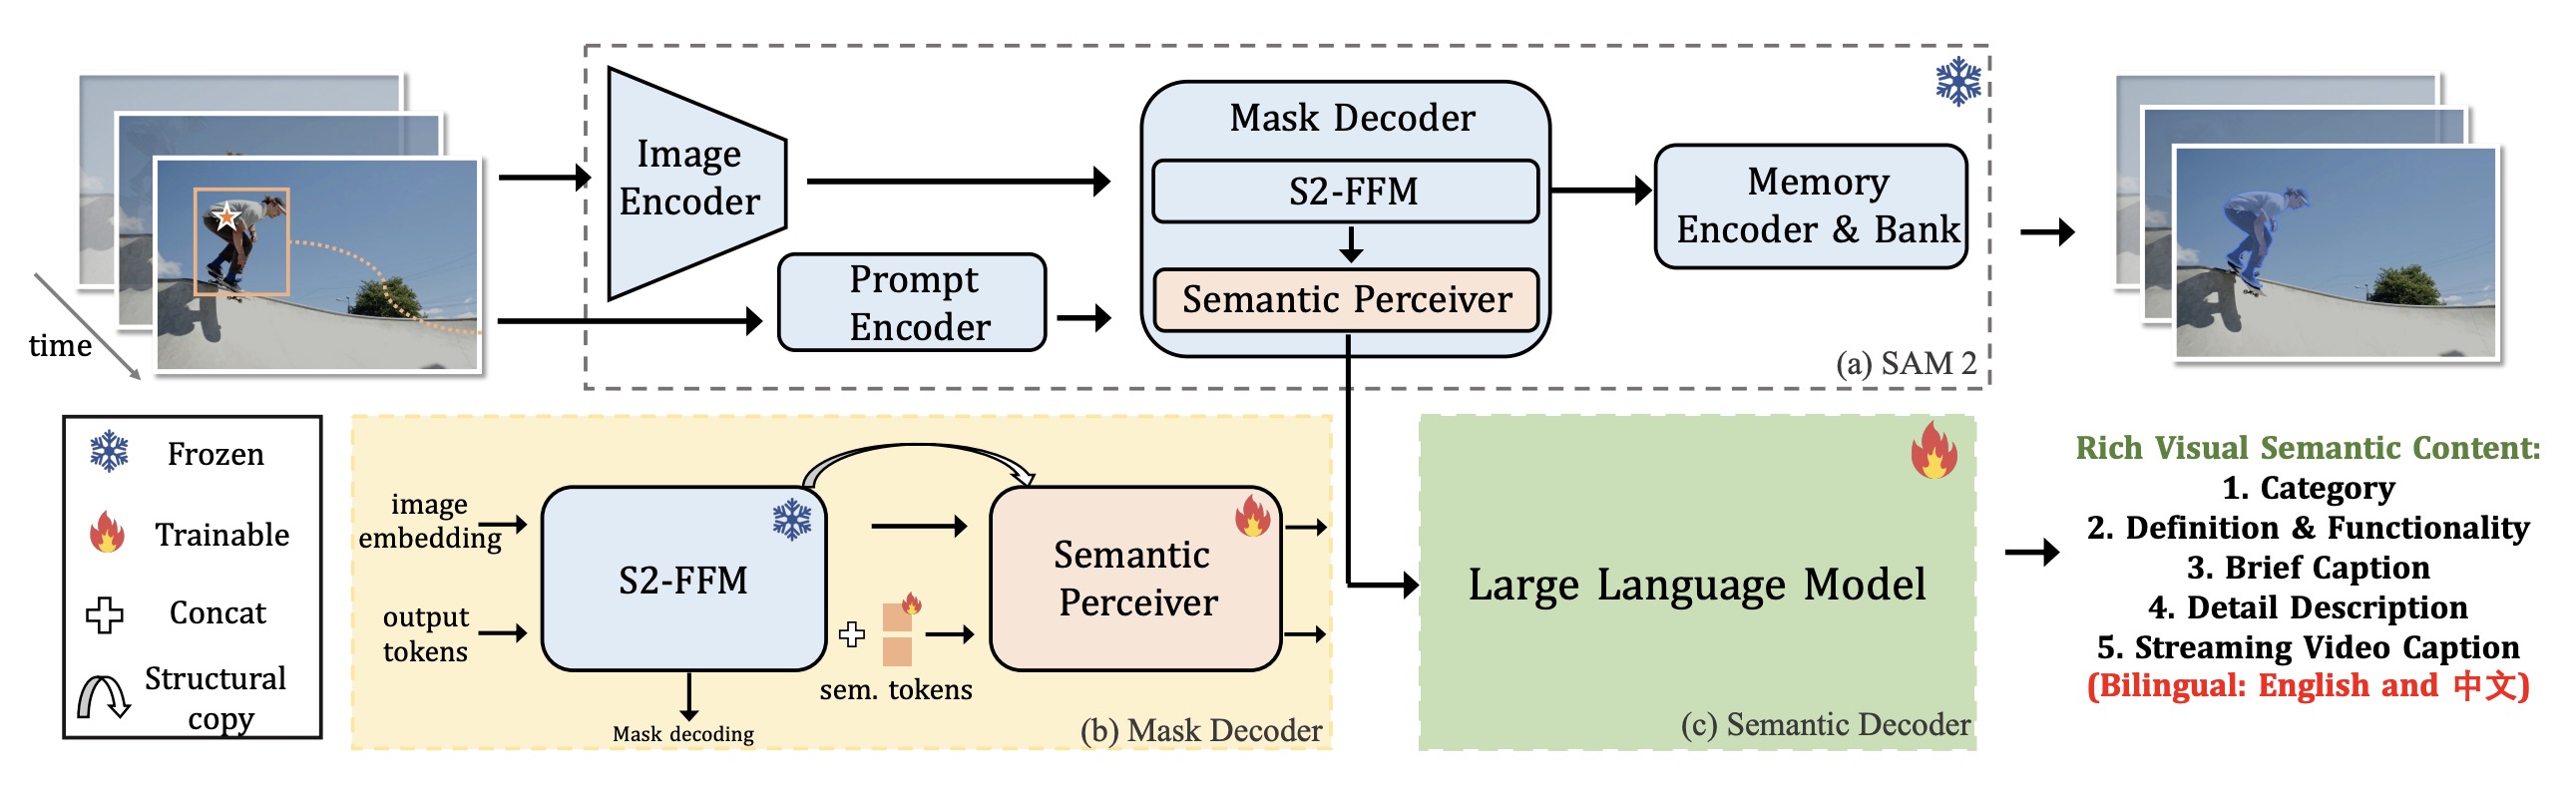 time
Image
Encoder
Prompt
Encoder
Mask Decoder
S2-FFM
Semantic Perceiver
Memory
Encoder & Bank
(a) SAM 2
Frozen
Trainable
Concat
Structural
copy
image
embedding
output
tokens
S2-FFM
Mask decoding
sem. tokens
Semantic
Perceiver
(b) Mask Decoder
Large Language Model
(c) Semantic Decoder
Rich Visual Semantic Content:
1. Category
2. Definition & Functionality
3. Brief Caption
4. Detail Description
5. Streaming Video Caption
(Bilingual: English and 中文)